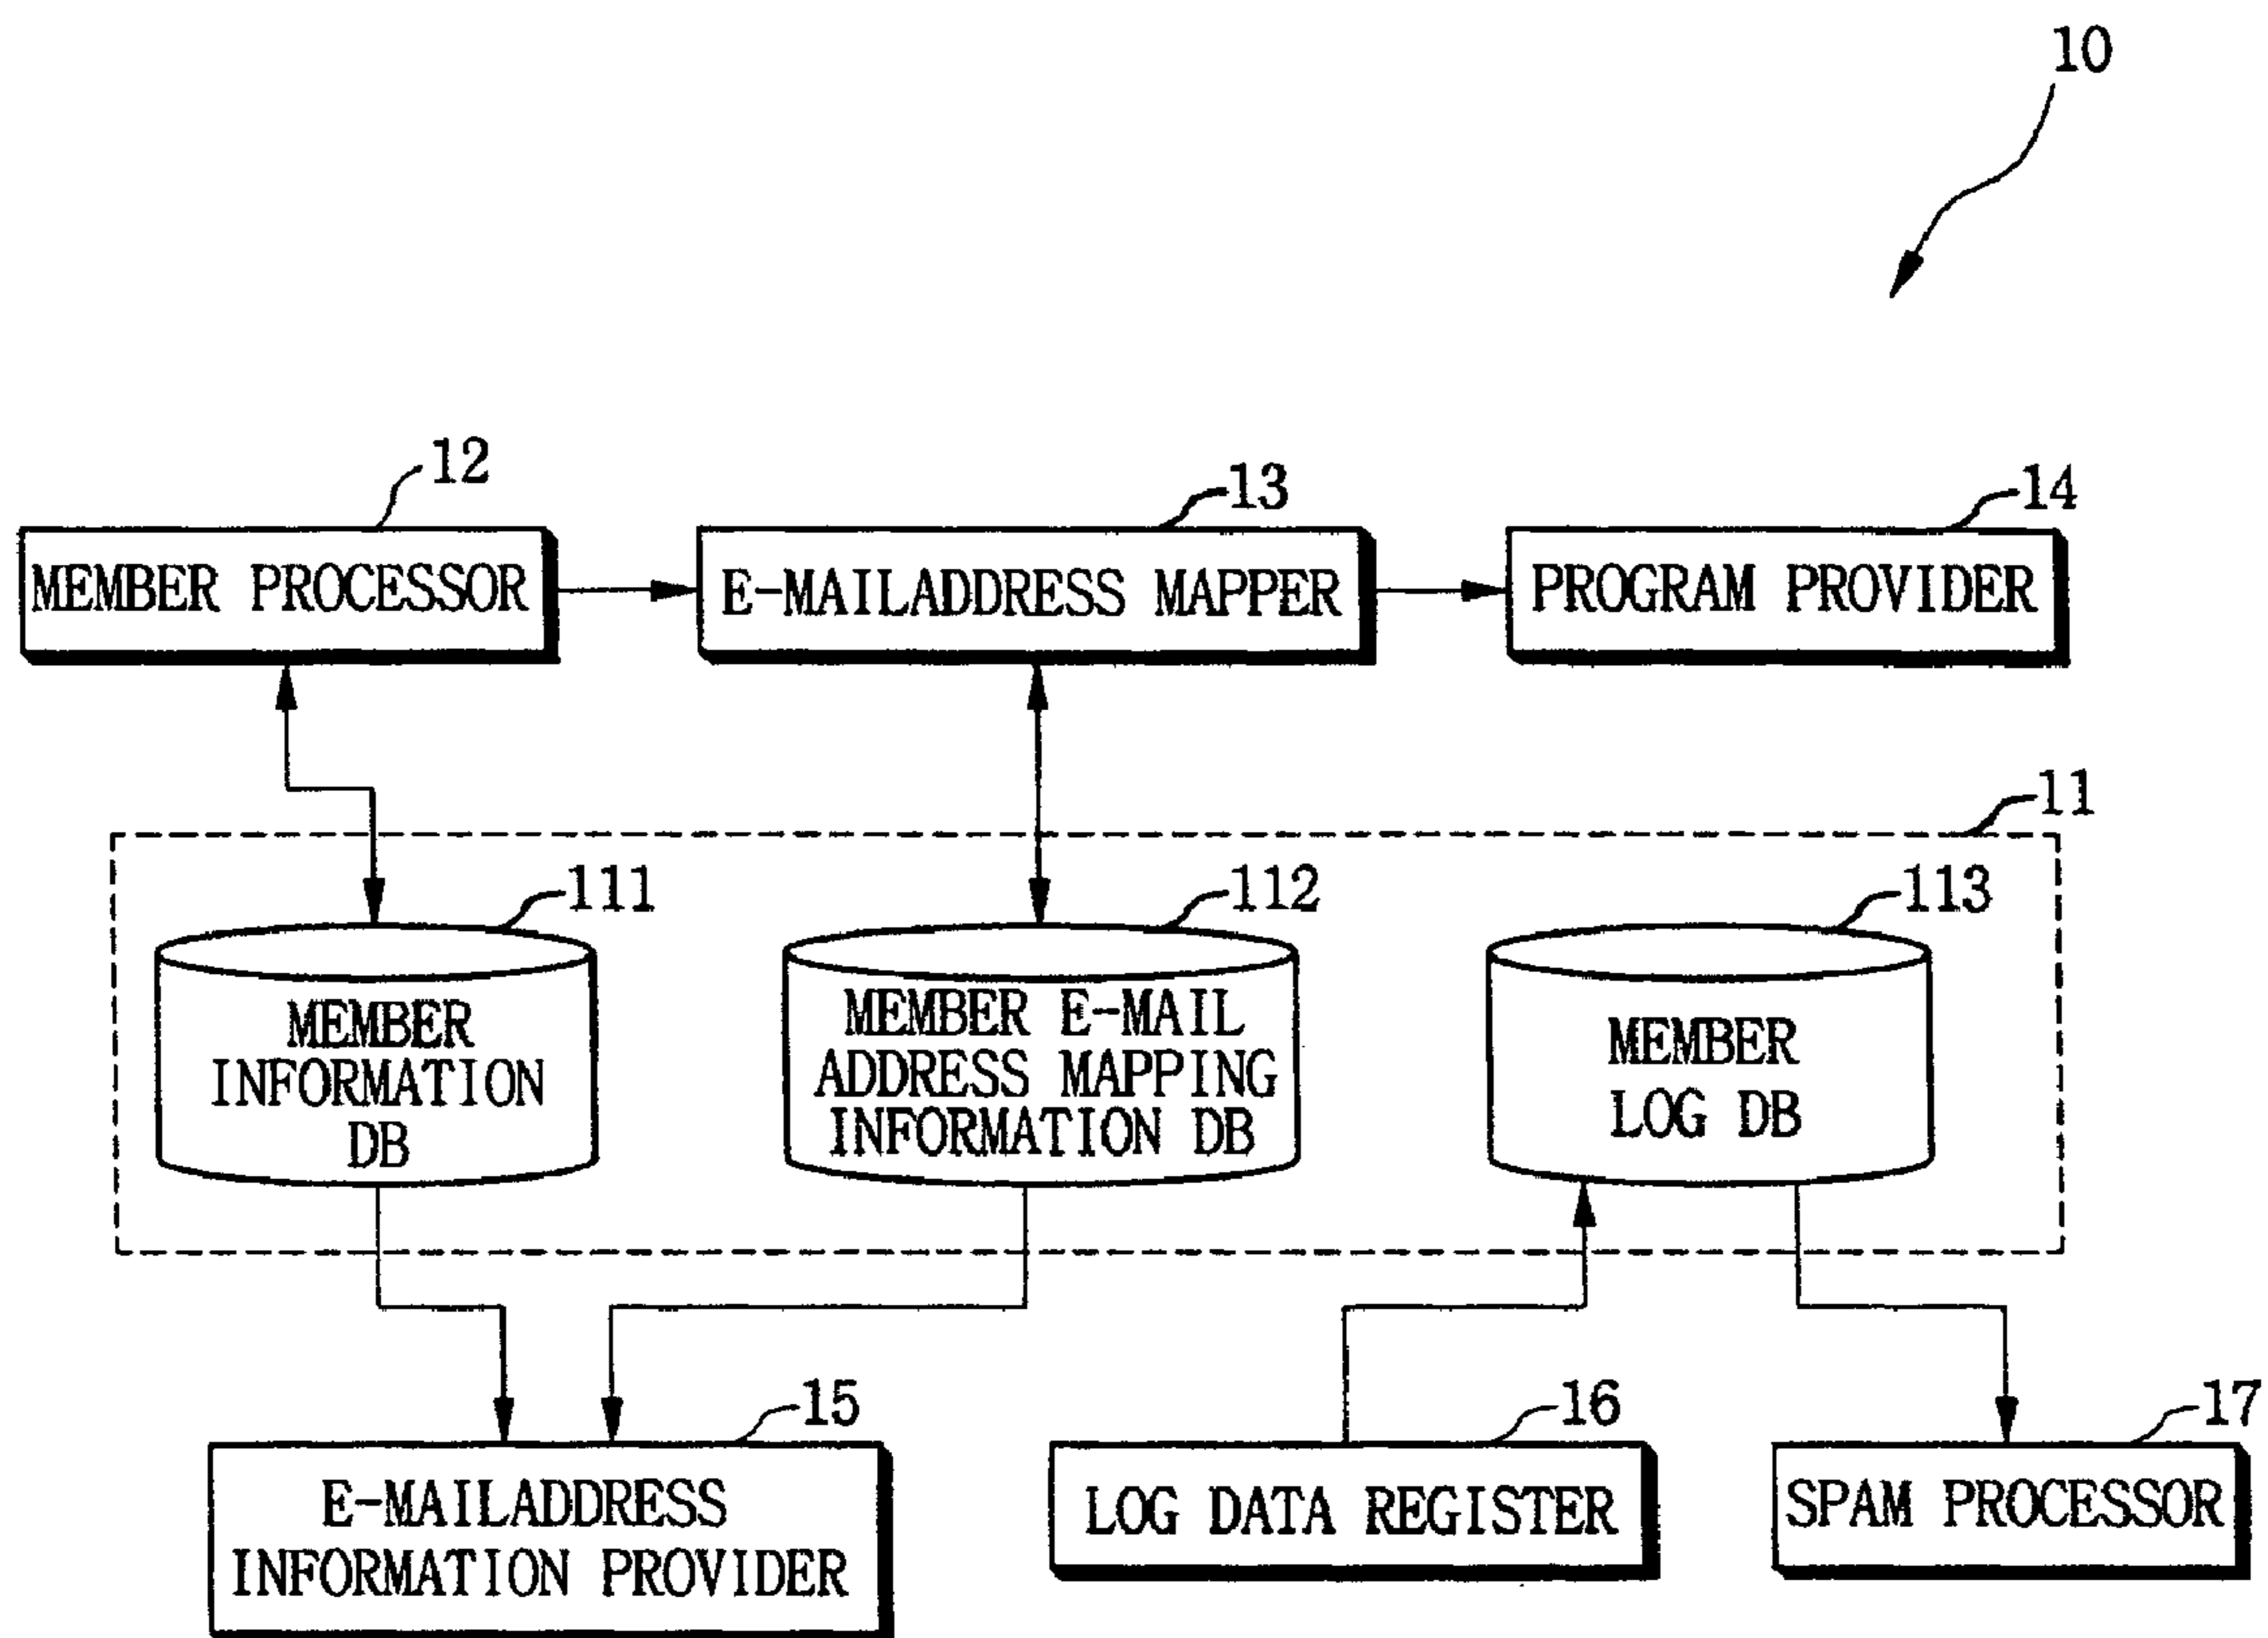 10
12
13
14
MEMBER PROCESSOR
E-MAILADDRESS MAPPER
PROGRAM PROVIDER
11
111
112
113
MEMBER
INFORMATION
DB
MEMBER E-MAIL
ADDRESS MAPPING
INFORMATION DB
MEMBER
LOG DB
15
16
17
E-MAILADDRESS
INFORMATION PROVIDER
LOG DATA REGISTER
SPAM PROCESSOR